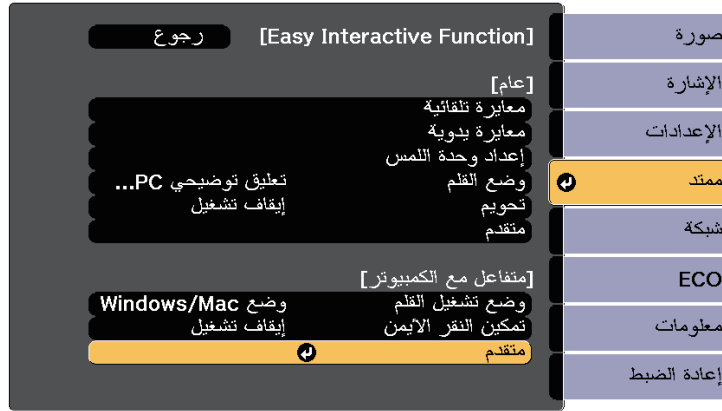 [Easy Interactive Function] رجوع
[عام]
معايرة تلقائية
معايرة يدوية
إعداد وحدة اللمس
وضع القلم تعليق توضيحي PC...
تحويم إيقاف تشغيل
متقدم
[متفاعل مع الكمبيوتر]
وضع تشغيل القلم وضع Windows/Mac
تمكين النقر الأيمن إيقاف تشغيل
متقدم
صورة
الإشارة
الإعدادات
ممتد
شبكة
ECO
معلومات
إعادة الضبط